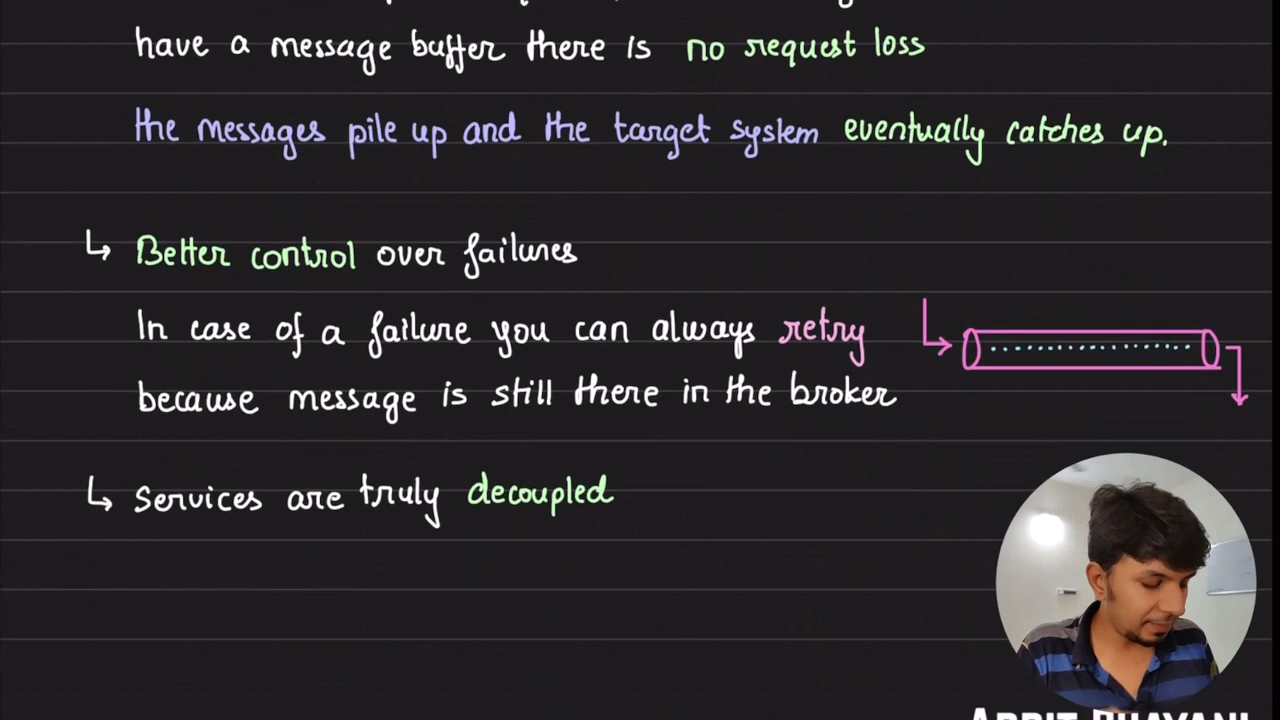 have a message buffer there is no request loss
the messages pile up and the target system eventually catches up.
↳ Better control over failures
In case of a failure you can always retry
because message is still there in the broker
↳ Services are truly decoupled
ARPIT BHAYANI